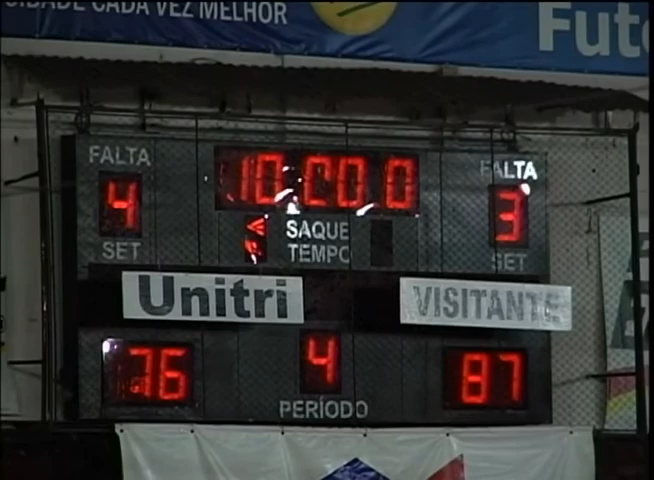 CIDADE CADA VEZ MELHOR
FALTA 10:00 0 FALTA
4 < SAQUE 3
SET TEMPO SET
Unitri VISITANTE
76 4 87
PERÍODO